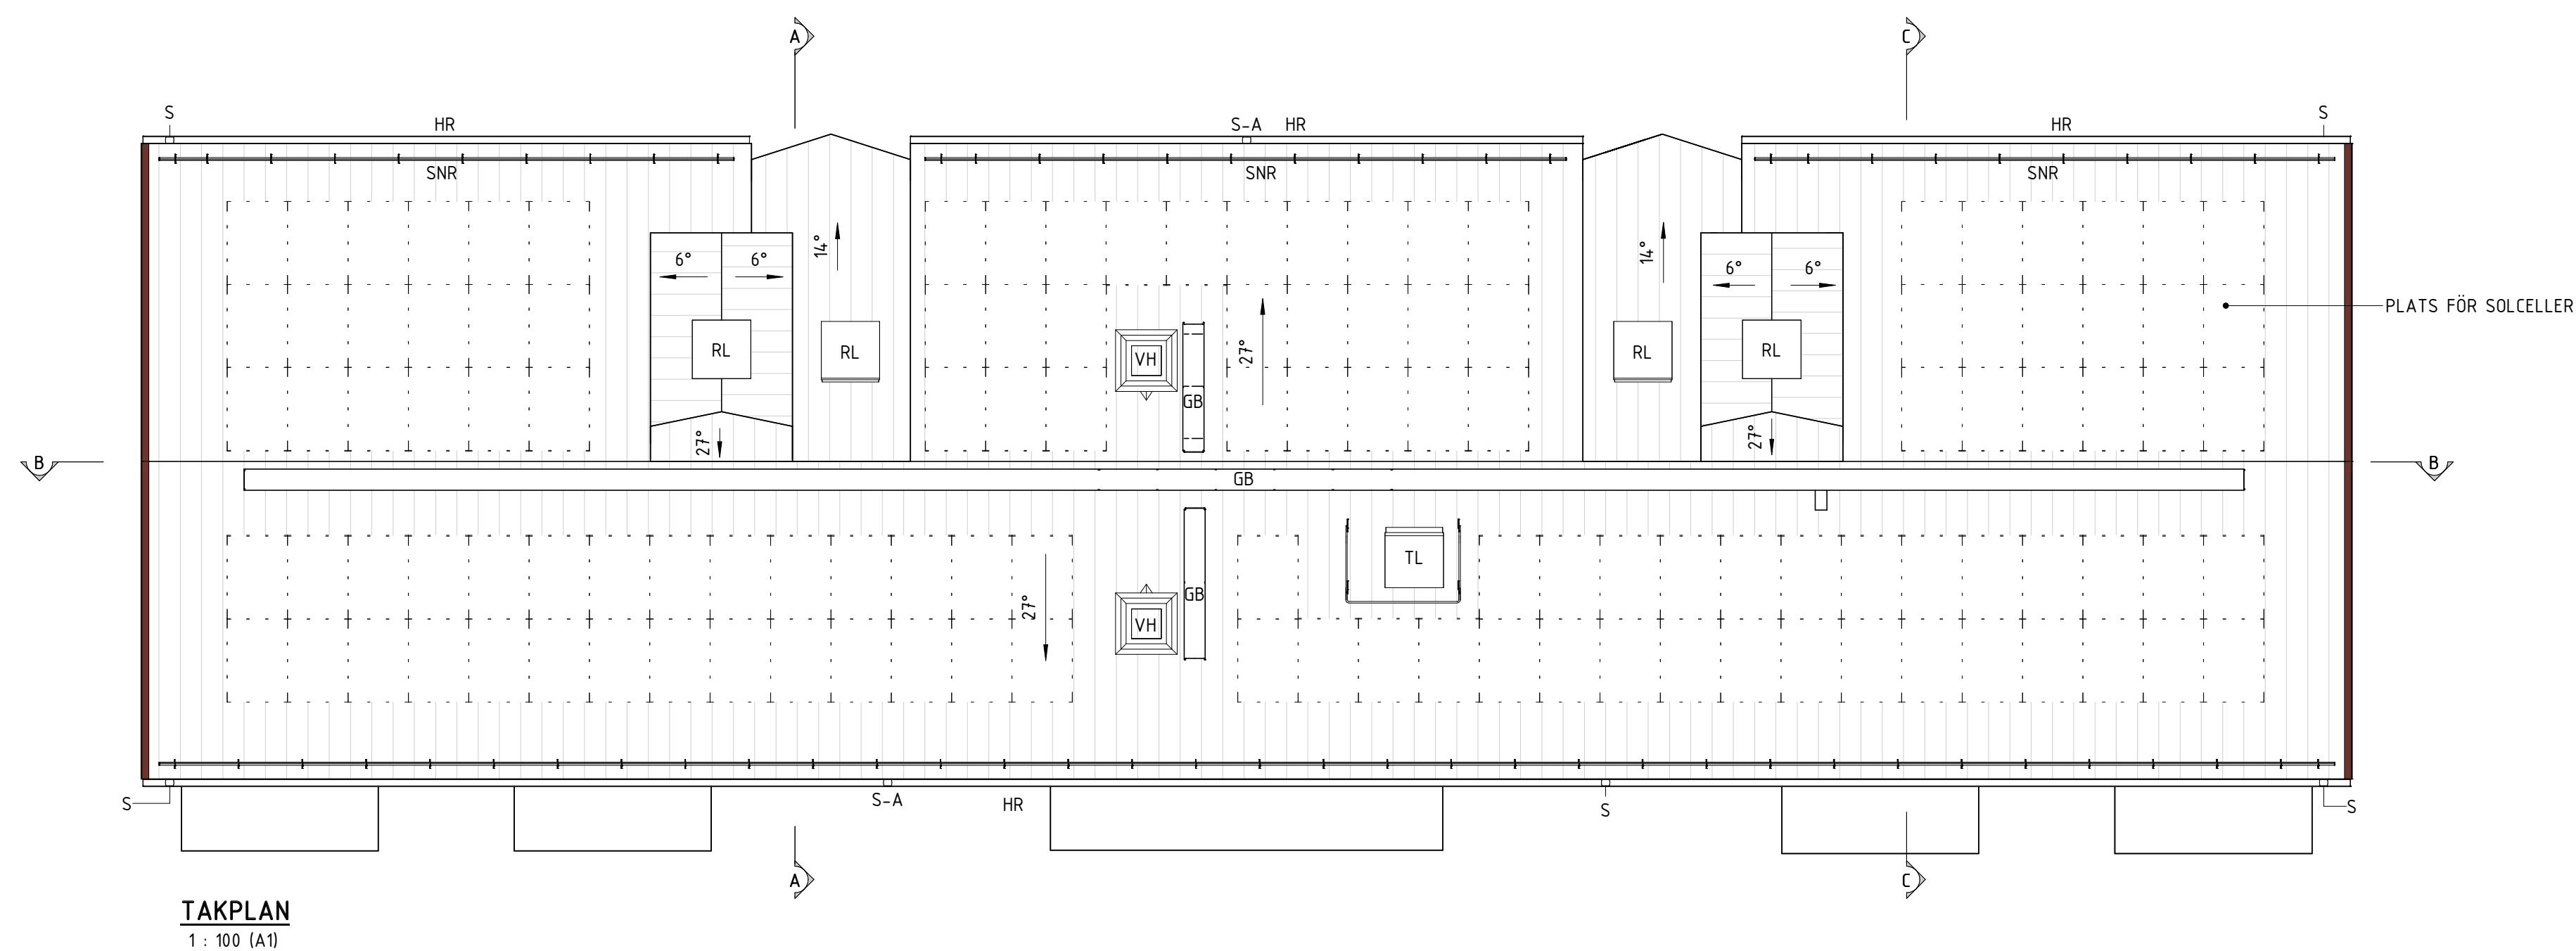 A
C
S
HR
S-A HR
HR
S
SNR
SNR
SNR
6° 6°
14°
14°
6° 6°
PLATS FÖR SOLCELLER
RL
RL
VH
27°
RL
RL
GB
27°
27°
B
B
GB
TL
27°
GB
VH
S
S-A
HR
S
S
A
C
TAKPLAN
1 : 100 (A1)